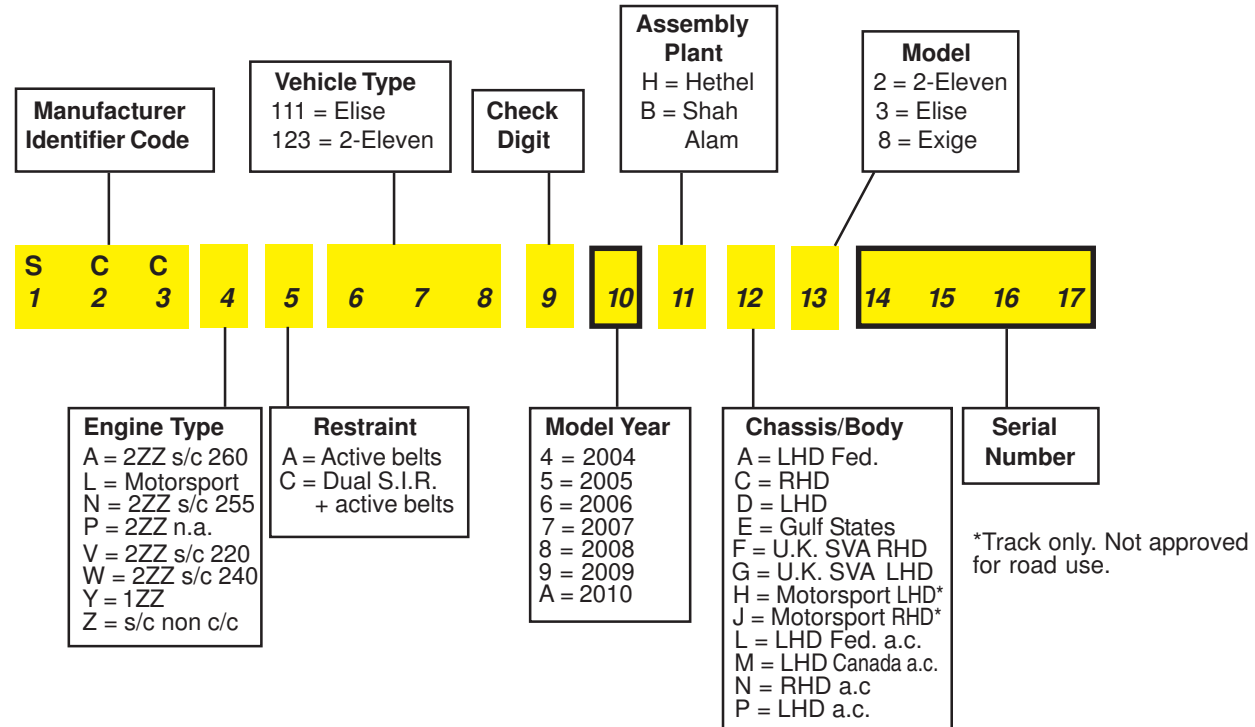 Manufacturer
Identifier Code
Vehicle Type
111 = Elise
123 = 2-Eleven
Check
Digit
Assembly
Plant
H = Hethel
B = Shah
Alam
Model
2 = 2-Eleven
3 = Elise
8 = Exige
S C C
1 2 3 4 5 6 7 8 9 10 11 12 13 14 15 16 17
Engine Type
A = 2ZZ s/c 260
L = Motorsport
N = 2ZZ s/c 255
P = 2ZZ n.a.
V = 2ZZ s/c 220
W = 2ZZ s/c 240
Y = 1ZZ
Z = s/c non c/c
Restraint
A = Active belts
C = Dual S.I.R.
+ active belts
Model Year
4 = 2004
5 = 2005
6 = 2006
7 = 2007
8 = 2008
9 = 2009
A = 2010
Chassis/Body
A = LHD Fed.
C = RHD
D = LHD
E = Gulf States
F = U.K. SVA RHD
G = U.K. SVA LHD
H = Motorsport LHD*
J = Motorsport RHD*
L = LHD Fed. a.c.
M = LHD Canada a.c.
N = RHD a.c
P = LHD a.c.
Serial
Number
*Track only. Not approved
for road use.